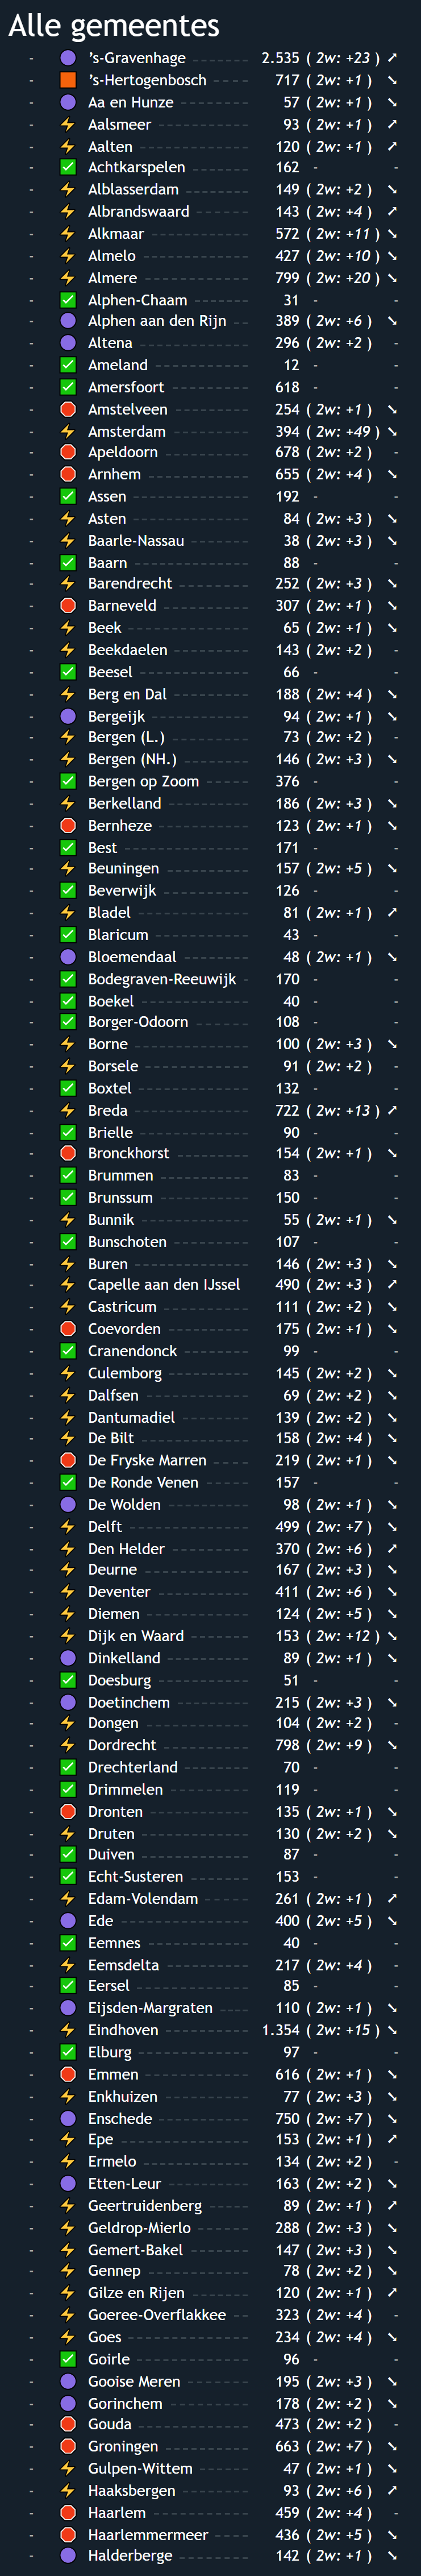 Alle gemeentes
- ’s-Gravenhage 2.535 ( 2w: +23 ) ➚
- ’s-Hertogenbosch 717 ( 2w: +1 ) ➘
- Aa en Hunze 57 ( 2w: +1 ) ➘
- Aalsmeer 93 ( 2w: +1 ) ➚
- Aalten 120 ( 2w: +1 ) ➚
- Achtkarspelen 162 - -
- Alblasserdam 149 ( 2w: +2 ) ➘
- Albrandswaard 143 ( 2w: +4 ) ➚
- Alkmaar 572 ( 2w: +11 ) ➘
- Almelo 427 ( 2w: +10 ) ➘
- Almere 799 ( 2w: +20 ) ➘
- Alphen-Chaam 31 - -
- Alphen aan den Rijn 389 ( 2w: +6 ) ➘
- Altena 296 ( 2w: +2 ) -
- Ameland 12 - -
- Amersfoort 618 - -
- Amstelveen 254 ( 2w: +1 ) ➘
- Amsterdam 394 ( 2w: +49 ) ➘
- Apeldoorn 678 ( 2w: +2 ) -
- Arnhem 655 ( 2w: +4 ) ➘
- Assen 192 - -
- Asten 84 ( 2w: +3 ) ➘
- Baarle-Nassau 38 ( 2w: +3 ) ➘
- Baarn 88 - -
- Barendrecht 252 ( 2w: +3 ) ➘
- Barneveld 307 ( 2w: +1 ) ➘
- Beek 65 ( 2w: +1 ) ➘
- Beekdaelen 143 ( 2w: +2 ) -
- Beesel 66 - -
- Berg en Dal 188 ( 2w: +4 ) ➘
- Bergeijk 94 ( 2w: +1 ) ➘
- Bergen (L.) 73 ( 2w: +2 ) -
- Bergen (NH.) 146 ( 2w: +3 ) ➘
- Bergen op Zoom 376 - -
- Berkelland 186 ( 2w: +3 ) ➘
- Bernheze 123 ( 2w: +1 ) ➘
- Best 171 - -
- Beuningen 157 ( 2w: +5 ) ➘
- Beverwijk 126 - -
- Bladel 81 ( 2w: +1 ) ➚
- Blaricum 43 - -
- Bloemendaal 48 ( 2w: +1 ) ➘
- Bodegraven-Reeuwijk 170 - -
- Boekel 40 - -
- Borger-Odoorn 108 - -
- Borne 100 ( 2w: +3 ) ➘
- Borsele 91 ( 2w: +2 ) -
- Boxtel 132 - -
- Breda 722 ( 2w: +13 ) ➚
- Brielle 90 - -
- Bronckhorst 154 ( 2w: +1 ) ➘
- Brummen 83 - -
- Brunssum 150 - -
- Bunnik 55 ( 2w: +1 ) ➘
- Bunschoten 107 - -
- Buren 146 ( 2w: +3 ) ➘
- Capelle aan den IJssel 490 ( 2w: +3 ) ➚
- Castricum 111 ( 2w: +2 ) ➘
- Coevorden 175 ( 2w: +1 ) ➘
- Cranendonck 99 - -
- Culemborg 145 ( 2w: +2 ) ➘
- Dalfsen 69 ( 2w: +2 ) ➘
- Dantumadiel 139 ( 2w: +2 ) ➘
- De Bilt 158 ( 2w: +4 ) ➘
- De Fryske Marren 219 ( 2w: +1 ) ➘
- De Ronde Venen 157 - -
- De Wolden 98 ( 2w: +1 ) ➘
- Delft 499 ( 2w: +7 ) ➘
- Den Helder 370 ( 2w: +6 ) ➚
- Deurne 167 ( 2w: +3 ) ➘
- Deventer 411 ( 2w: +6 ) ➘
- Diemen 124 ( 2w: +5 ) ➘
- Dijk en Waard 153 ( 2w: +12 ) ➘
- Dinkelland 89 ( 2w: +1 ) ➘
- Doesburg 51 - -
- Doetinchem 215 ( 2w: +3 ) ➘
- Dongen 104 ( 2w: +2 ) -
- Dordrecht 798 ( 2w: +9 ) ➘
- Drechterland 70 - -
- Drimmelen 119 - -
- Dronten 135 ( 2w: +1 ) ➘
- Druten 130 ( 2w: +2 ) ➘
- Duiven 87 - -
- Echt-Susteren 153 - -
- Edam-Volendam 261 ( 2w: +1 ) ➚
- Ede 400 ( 2w: +5 ) ➘
- Eemnes 40 - -
- Eemsdelta 217 ( 2w: +4 ) -
- Eersel 85 - -
- Eijsden-Margraten 110 ( 2w: +1 ) ➘
- Eindhoven 1.354 ( 2w: +15 ) ➘
- Elburg 97 - -
- Emmen 616 ( 2w: +1 ) ➘
- Enkhuizen 77 ( 2w: +3 ) ➘
- Enschede 750 ( 2w: +7 ) ➘
- Epe 153 ( 2w: +1 ) ➚
- Ermelo 134 ( 2w: +2 ) -
- Etten-Leur 163 ( 2w: +2 ) ➘
- Geertruidenberg 89 ( 2w: +1 ) ➚
- Geldrop-Mierlo 288 ( 2w: +3 ) ➘
- Gemert-Bakel 147 ( 2w: +3 ) ➘
- Gennep 78 ( 2w: +2 ) ➘
- Gilze en Rijen 120 ( 2w: +1 ) ➚
- Goeree-Overflakkee 323 ( 2w: +4 ) -
- Goes 234 ( 2w: +4 ) ➘
- Goirle 96 - -
- Gooise Meren 195 ( 2w: +3 ) ➘
- Gorinchem 178 ( 2w: +2 ) ➘
- Gouda 473 ( 2w: +2 ) -
- Groningen 663 ( 2w: +7 ) ➘
- Gulpen-Wittem 47 ( 2w: +1 ) ➘
- Haaksbergen 93 ( 2w: +6 ) ➚
- Haarlem 459 ( 2w: +4 ) -
- Haarlemmermeer 436 ( 2w: +5 ) ➘
- Halderberge 142 ( 2w: +1 ) ➘